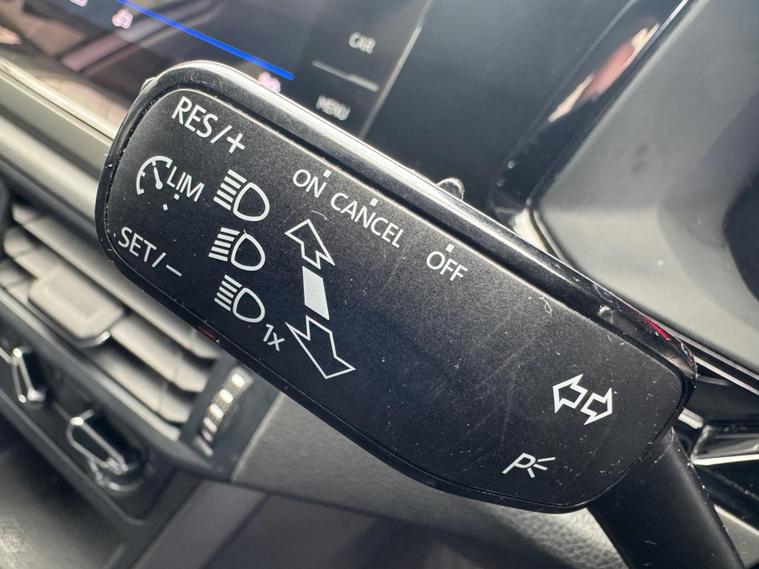 CAR
MENU
RES/+
LIM
SET/-
ON
CANCEL
OFF
1x
P